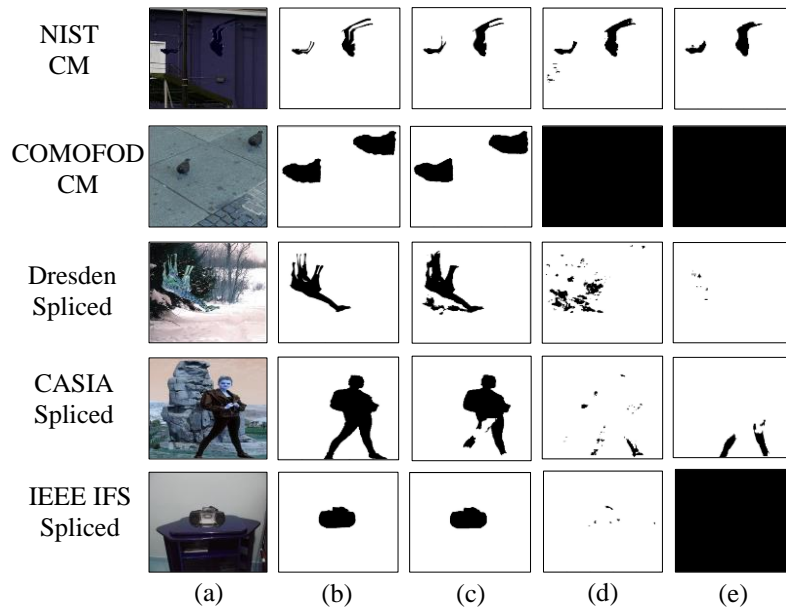 NIST
CM
COMOFOD
CM
Dresden
Spliced
CASIA
Spliced
IEEE IFS
Spliced
(a) (b) (c) (d) (e)